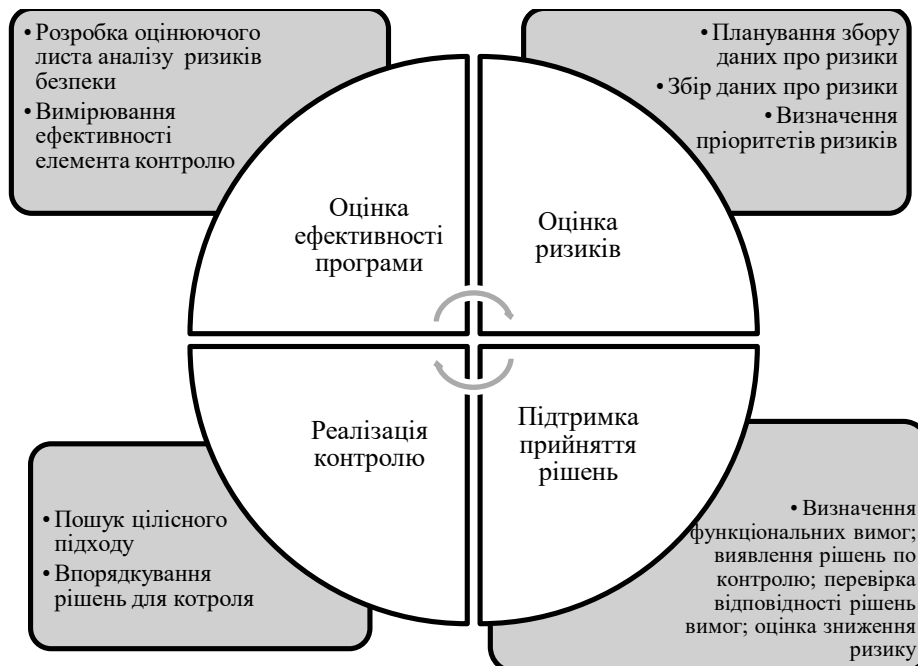 • Розробка оцінюючого
листа аналізу ризиків
безпеки
• Вимірювання
ефективності
елемента контролю
• Планування збору
даних про ризики
• Збір даних про ризики
• Визначення
пріоритетів ризиків
Оцінка
ефективності
програми
Оцінка
ризиків
Реалізація
контролю
Підтримка
прийняття
рішень
• Пошук цілісного
підходу
• Впорядкування
рішень для котроля
• Визначення
функціональних вимог;
виявлення рішень по
контролю; перевірка
відповідності рішень
вимог; оцінка зниження
ризику